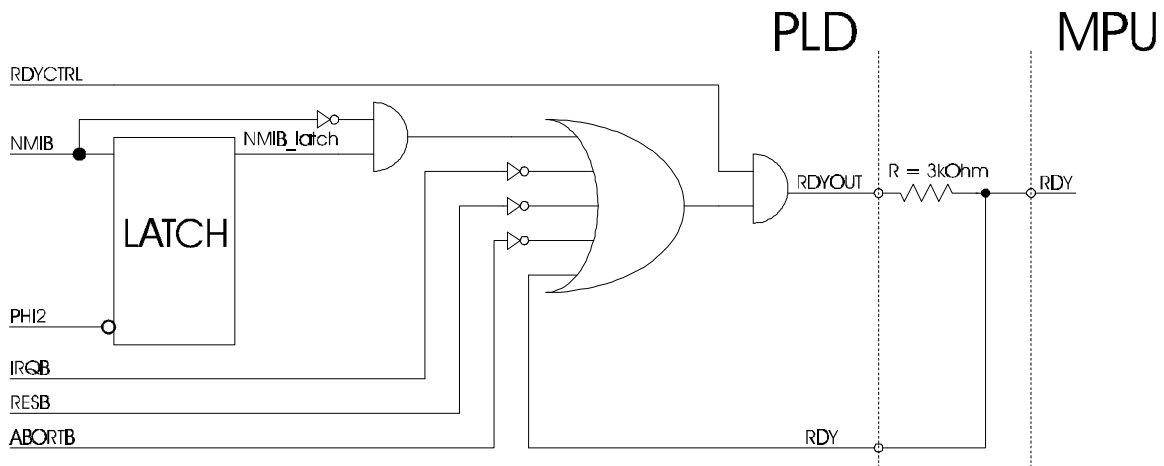 PLD
MPU
RDYCTRL
NMIB
NMIB_latch
R = 3kOhm
RDYOUT
RDY
LATCH
PHI2
IRQB
RESB
ABORTB
RDY